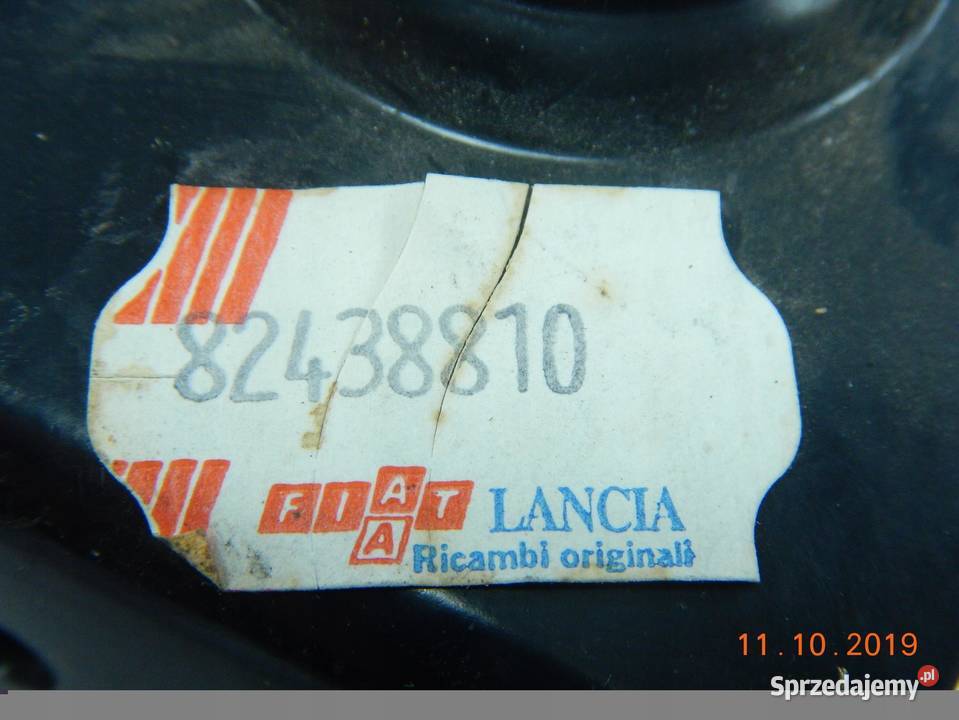 82438810
FIAT LANCIA
A
Ricambi originali
11.10.2019
Sprzedajemy.pl